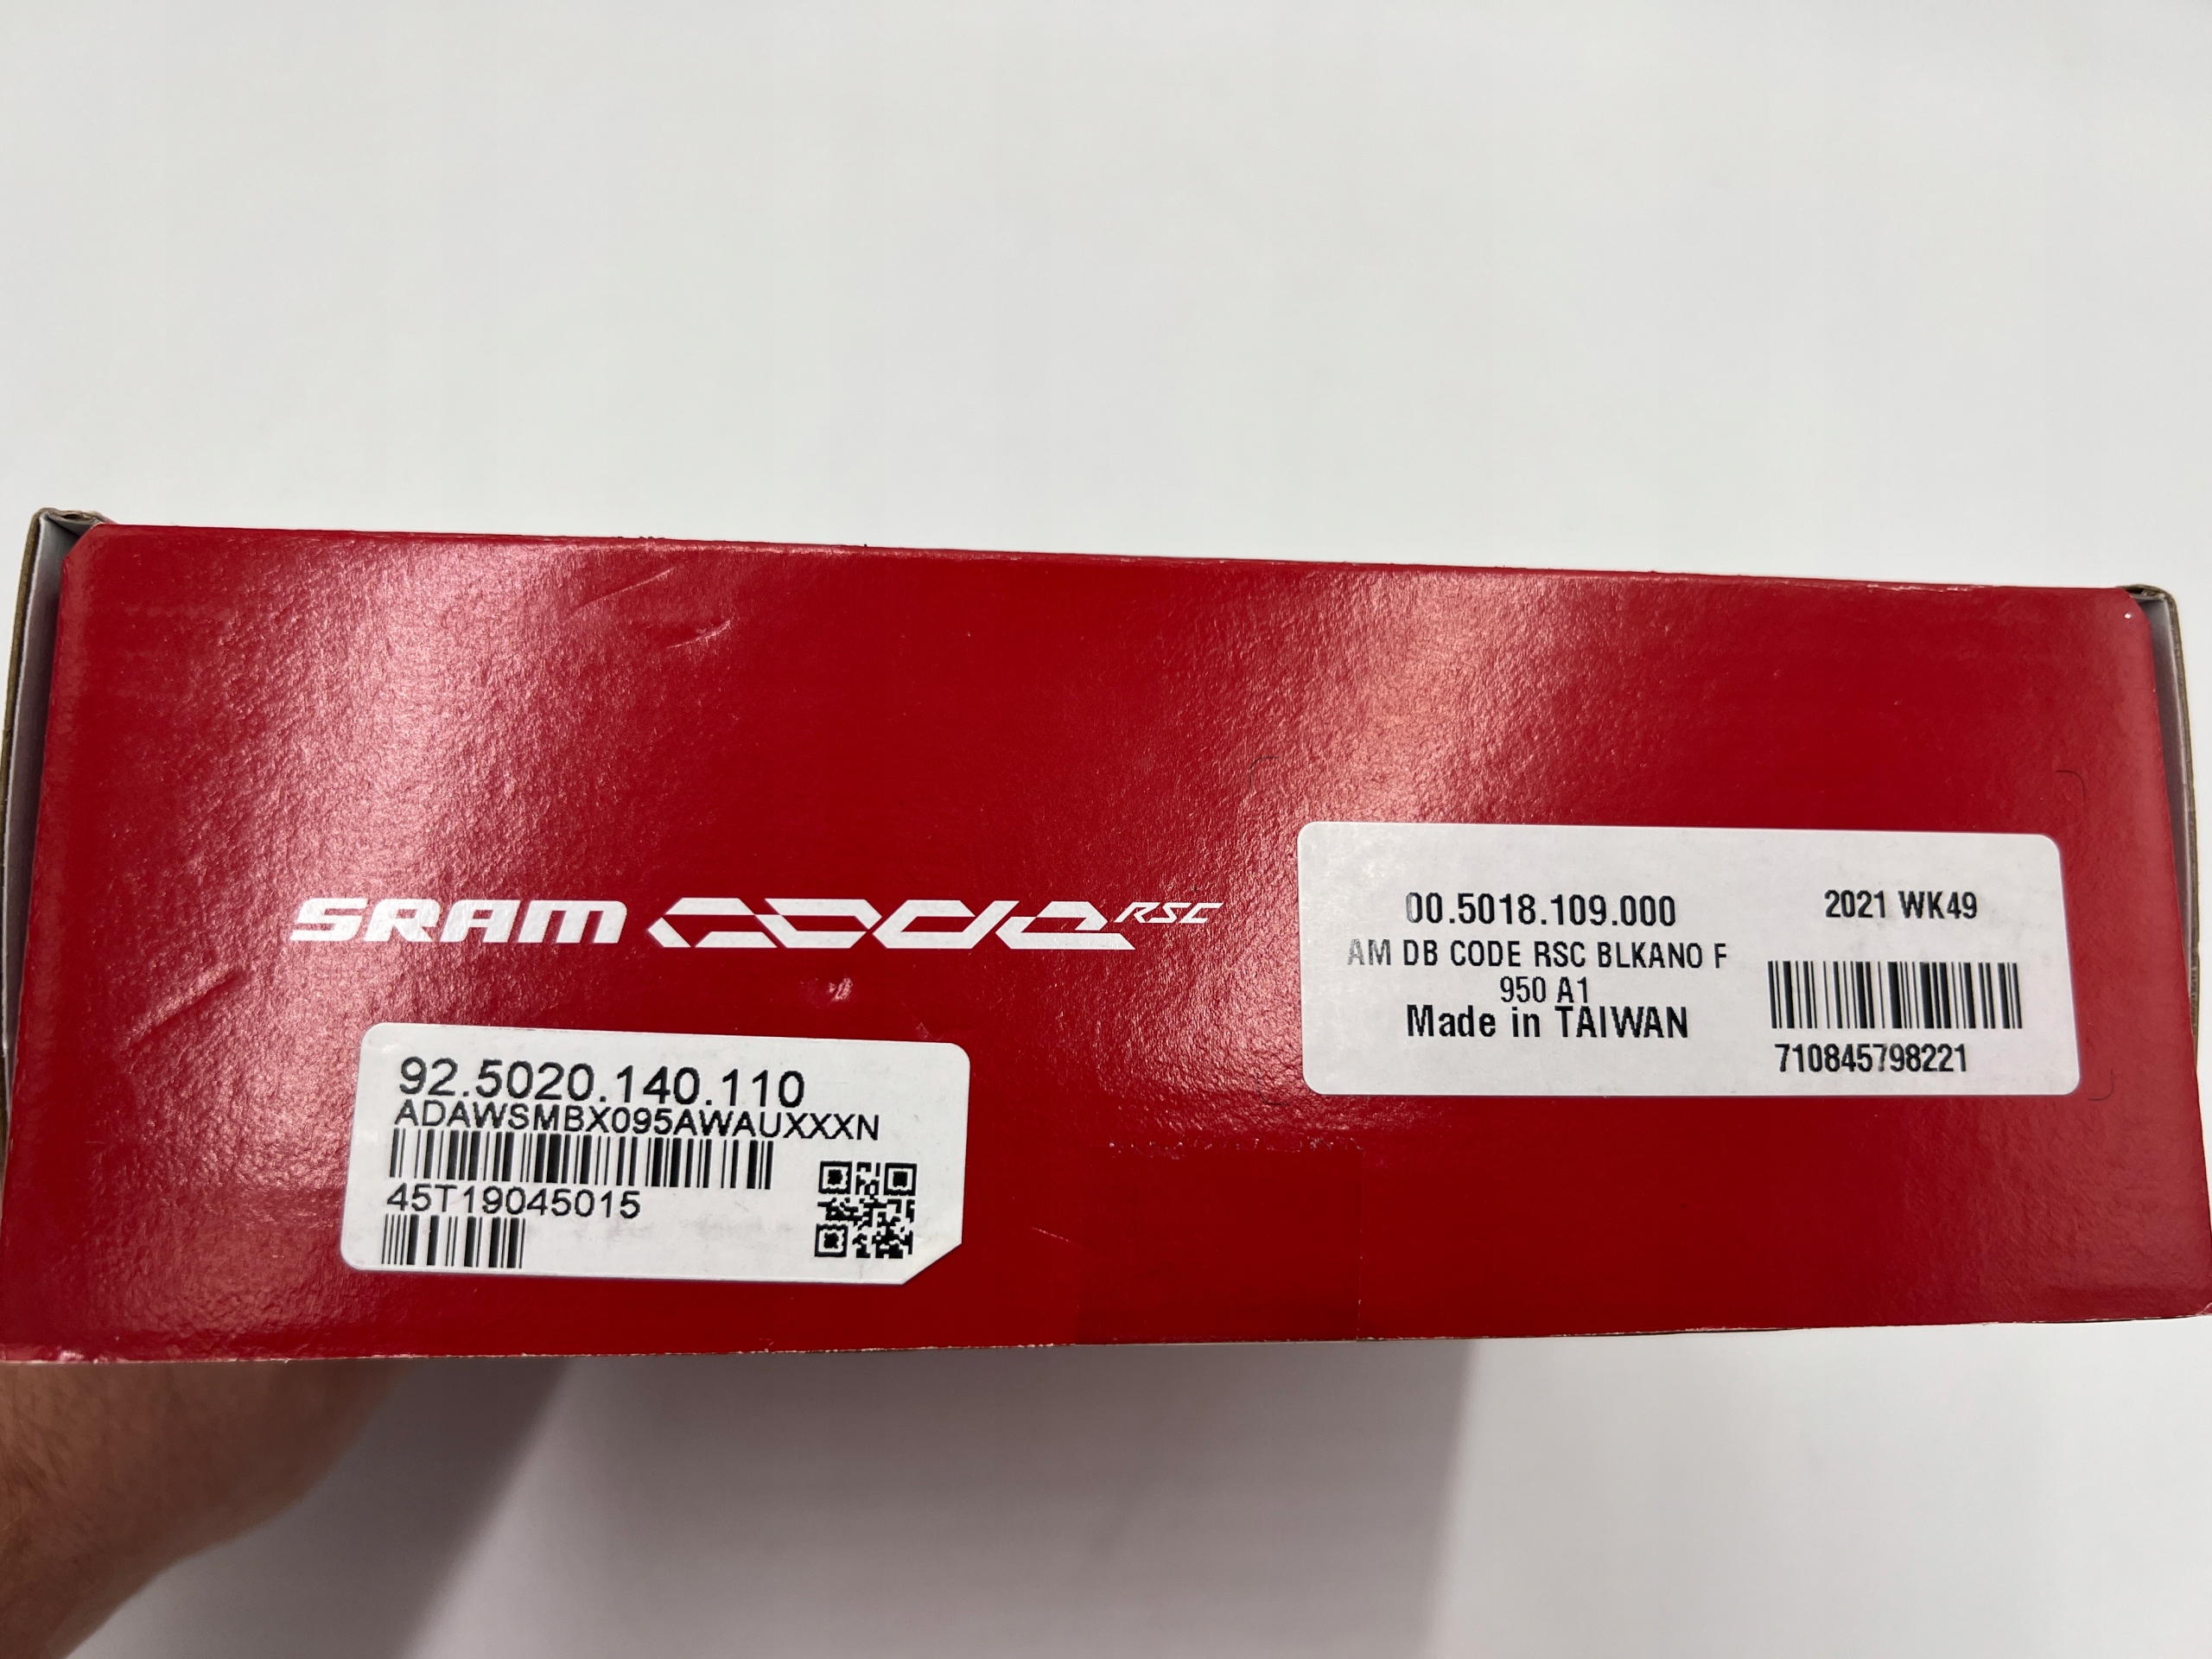 SRAM CODE RSC
00.5018.109.000
AM DB CODE RSC BLKANO F
950 A1
Made in TAIWAN
2021 WK49
710845798221
92.5020.140.110
ADAWSMBX095AWAUXXXN
45T19045015